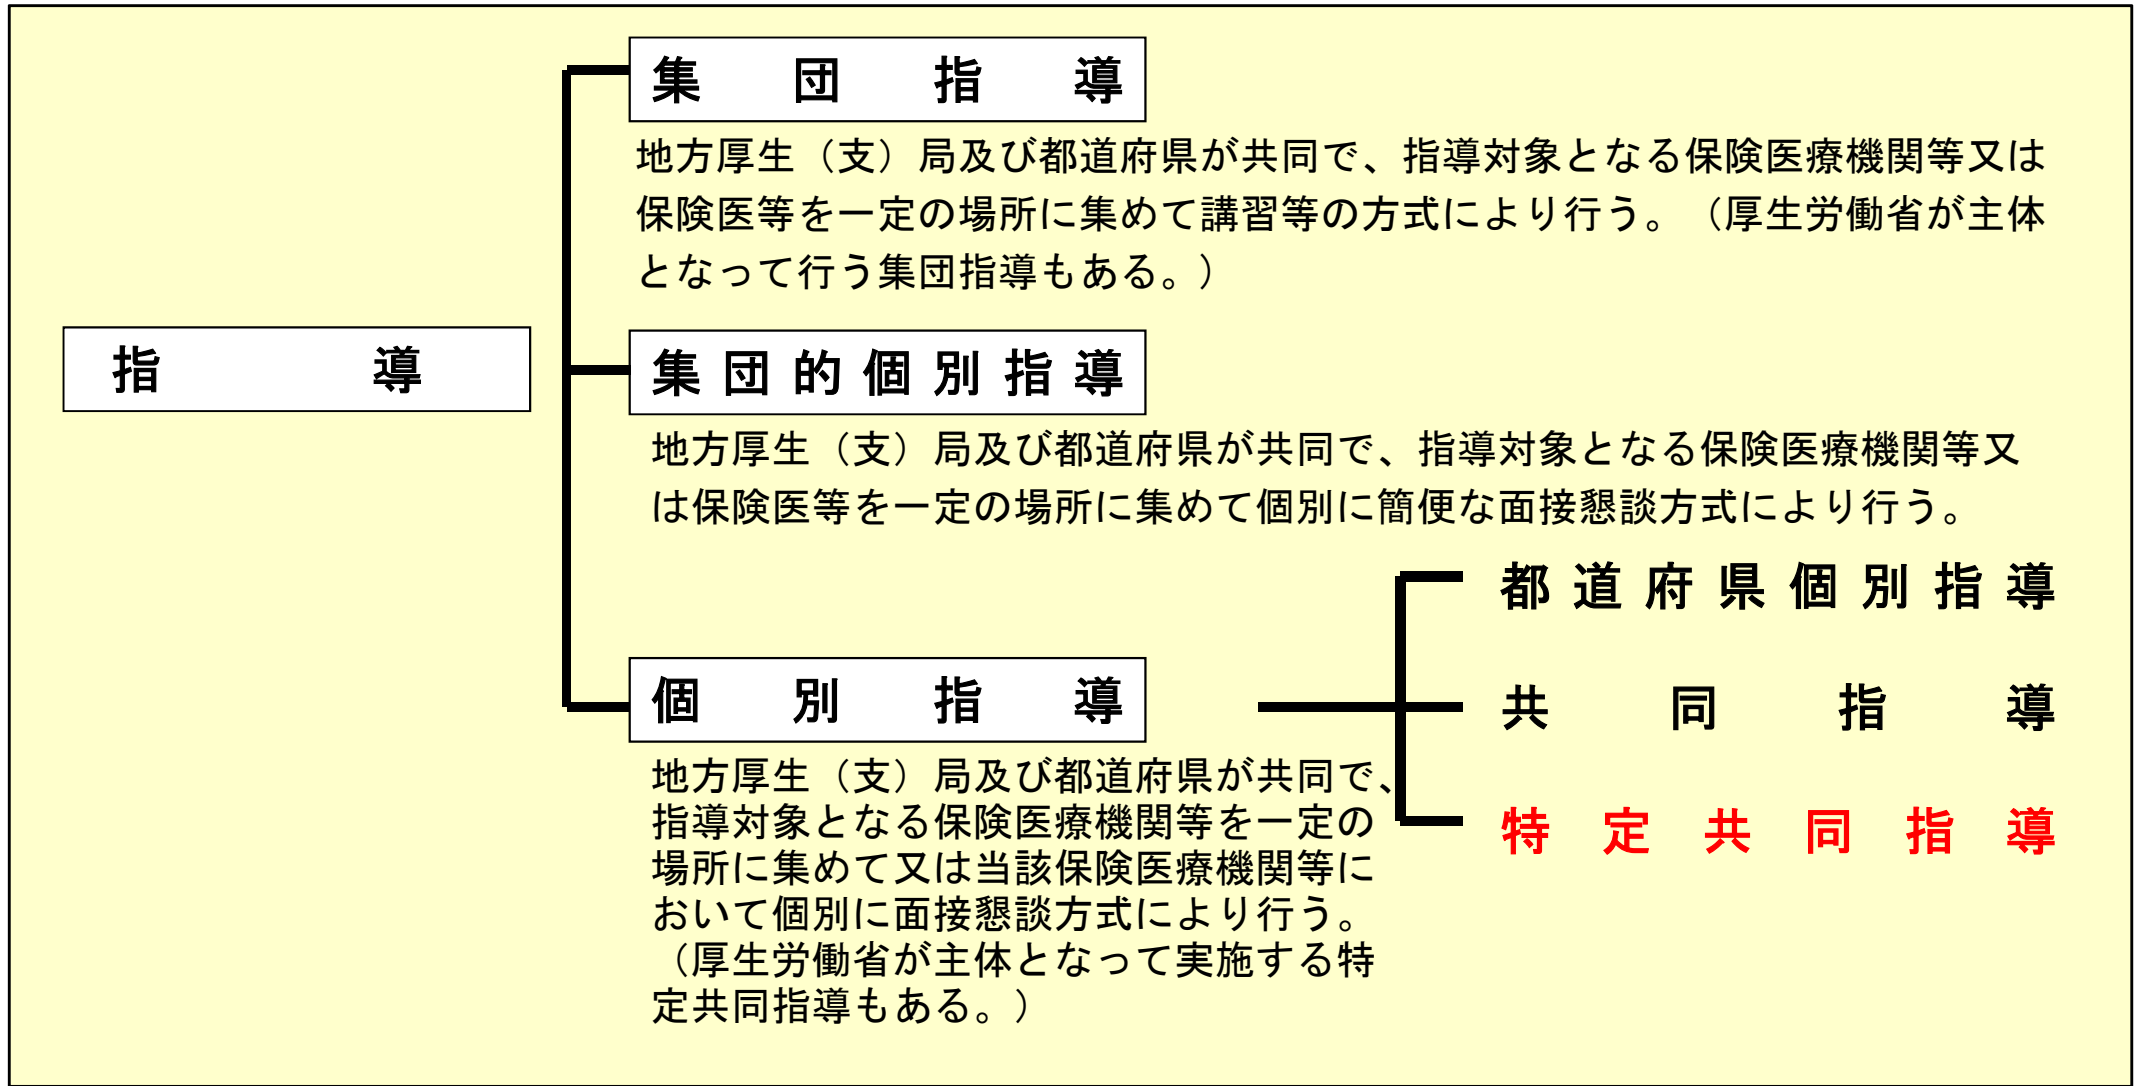 指導
集団指導
地方厚生（支）局及び都道府県が共同で、指導対象となる保険医療機関等又は
保険医等を一定の場所に集めて講習等の方式により行う。（厚生労働省が主体
となって行う集団指導もある。）
集団的個別指導
地方厚生（支）局及び都道府県が共同で、指導対象となる保険医療機関等又
は保険医等を一定の場所に集めて個別に簡便な面接懇談方式により行う。
個別指導
地方厚生（支）局及び都道府県が共同で、
指導対象となる保険医療機関等を一定の
場所に集めて又は当該保険医療機関等に
おいて個別に面接懇談方式により行う。
（厚生労働省が主体となって実施する特
定共同指導もある。）
都道府県個別指導
共同指導
特定共同指導